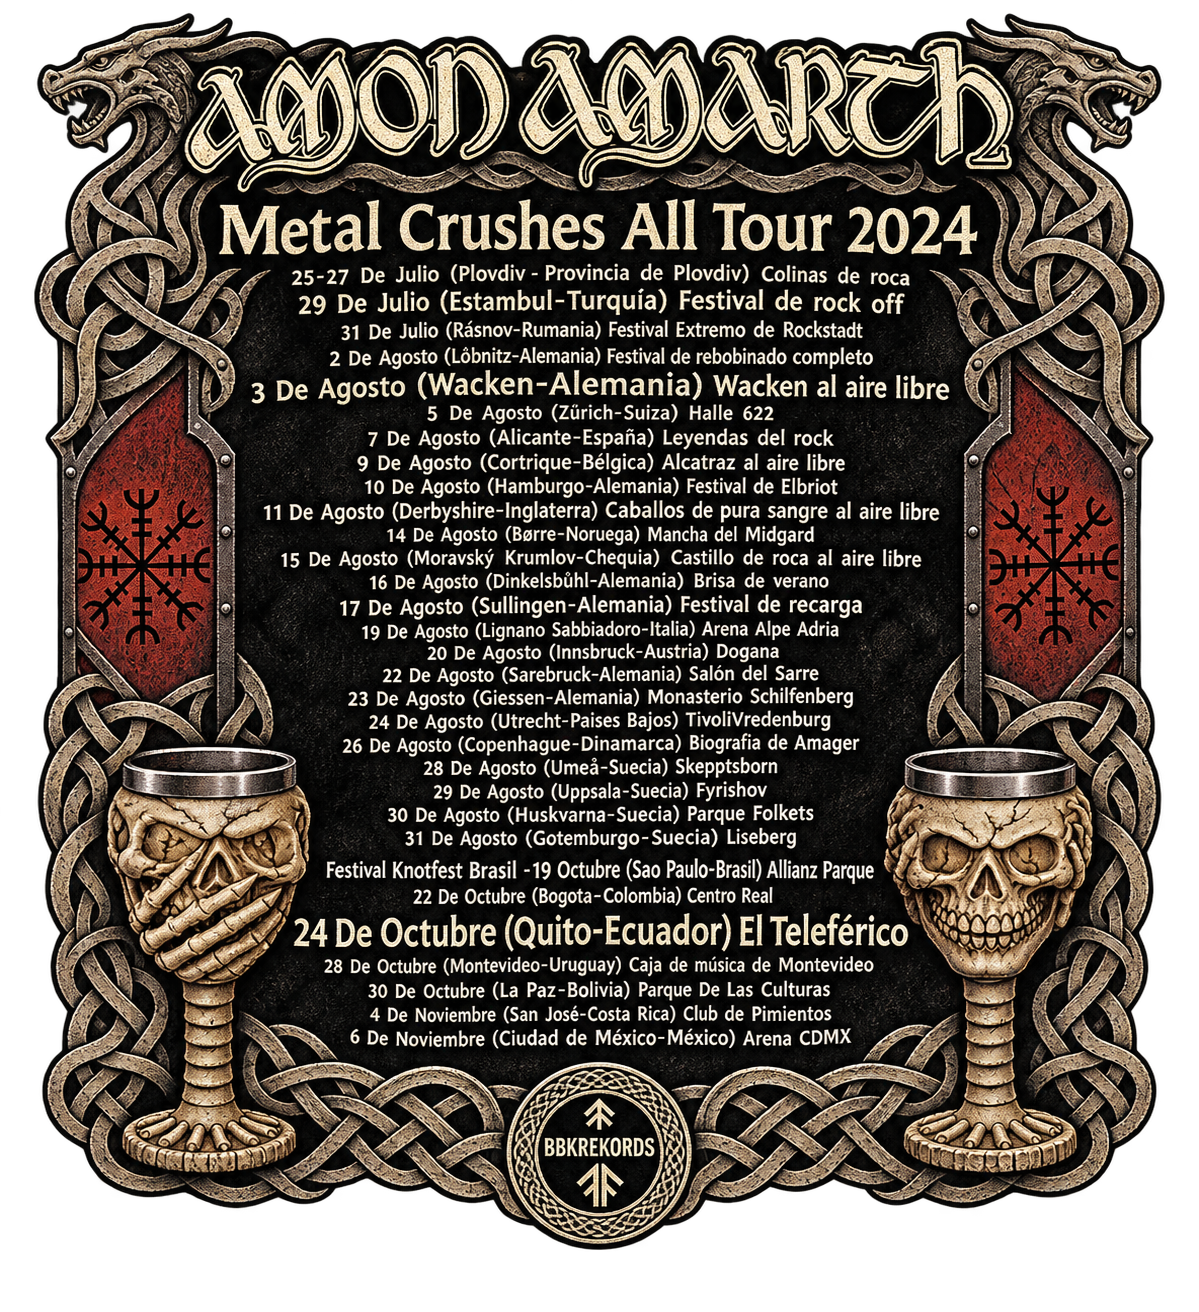 AMON AMARTH
Metal Crushes All Tour 2024
25-27 De Julio (Plovdiv - Provincia de Plovdiv) Colinas de roca
29 De Julio (Estambul-Turquía) Festival de rock off
31 De Julio (Rásnov-Rumania) Festival Extremo de Rockstadt
2 De Agosto (Lôbnitz-Alemania) Festival de rebobinado completo
3 De Agosto (Wacken-Alemania) Wacken al aire libre
5 De Agosto (Zűrich-Suiza) Halle 622
7 De Agosto (Alicante-España) Leyendas del rock
9 De Agosto (Cortrique-Bélgica) Alcatraz al aire libre
10 De Agosto (Hamburgo-Alemania) Festival de Elbriot
11 De Agosto (Derbyshire-Inglaterra) Caballos de pura sangre al aire libre
14 De Agosto (Børre-Noruega) Mancha del Midgard
15 De Agosto (Moravský Krumlov-Chequia) Castillo de roca al aire libre
16 De Agosto (Dinkelsbůhl-Alemania) Brisa de verano
17 De Agosto (Sullingen-Alemania) Festival de recarga
19 De Agosto (Lignano Sabbiadoro-Italia) Arena Alpe Adria
20 De Agosto (Innsbruck-Austria) Dogana
22 De Agosto (Sarebruck-Alemania) Salón del Sarre
23 De Agosto (Giessen-Alemania) Monasterio Schilfenberg
24 De Agosto (Utrecht-Paises Bajos) TivoliVredenburg
26 De Agosto (Copenhague-Dinamarca) Biografia de Amager
28 De Agosto (Umeå-Suecia) Skepptsborn
29 De Agosto (Uppsala-Suecia) Fyrishov
30 De Agosto (Huskvarna-Suecia) Parque Folkets
31 De Agosto (Gotemburgo-Suecia) Liseberg
Festival Knotfest Brasil -19 Octubre (Sao Paulo-Brasil) Allianz Parque
22 De Octubre (Bogota-Colombia) Centro Real
24 De Octubre (Quito-Ecuador) El Teleférico
28 De Octubre (Montevideo-Uruguay) Caja de música de Montevideo
30 De Octubre (La Paz-Bolivia) Parque De Las Culturas
4 De Noviembre (San José-Costa Rica) Club de Pimientos
6 De Noviembre (Ciudad de México-México) Arena CDMX
BBKREKORDS